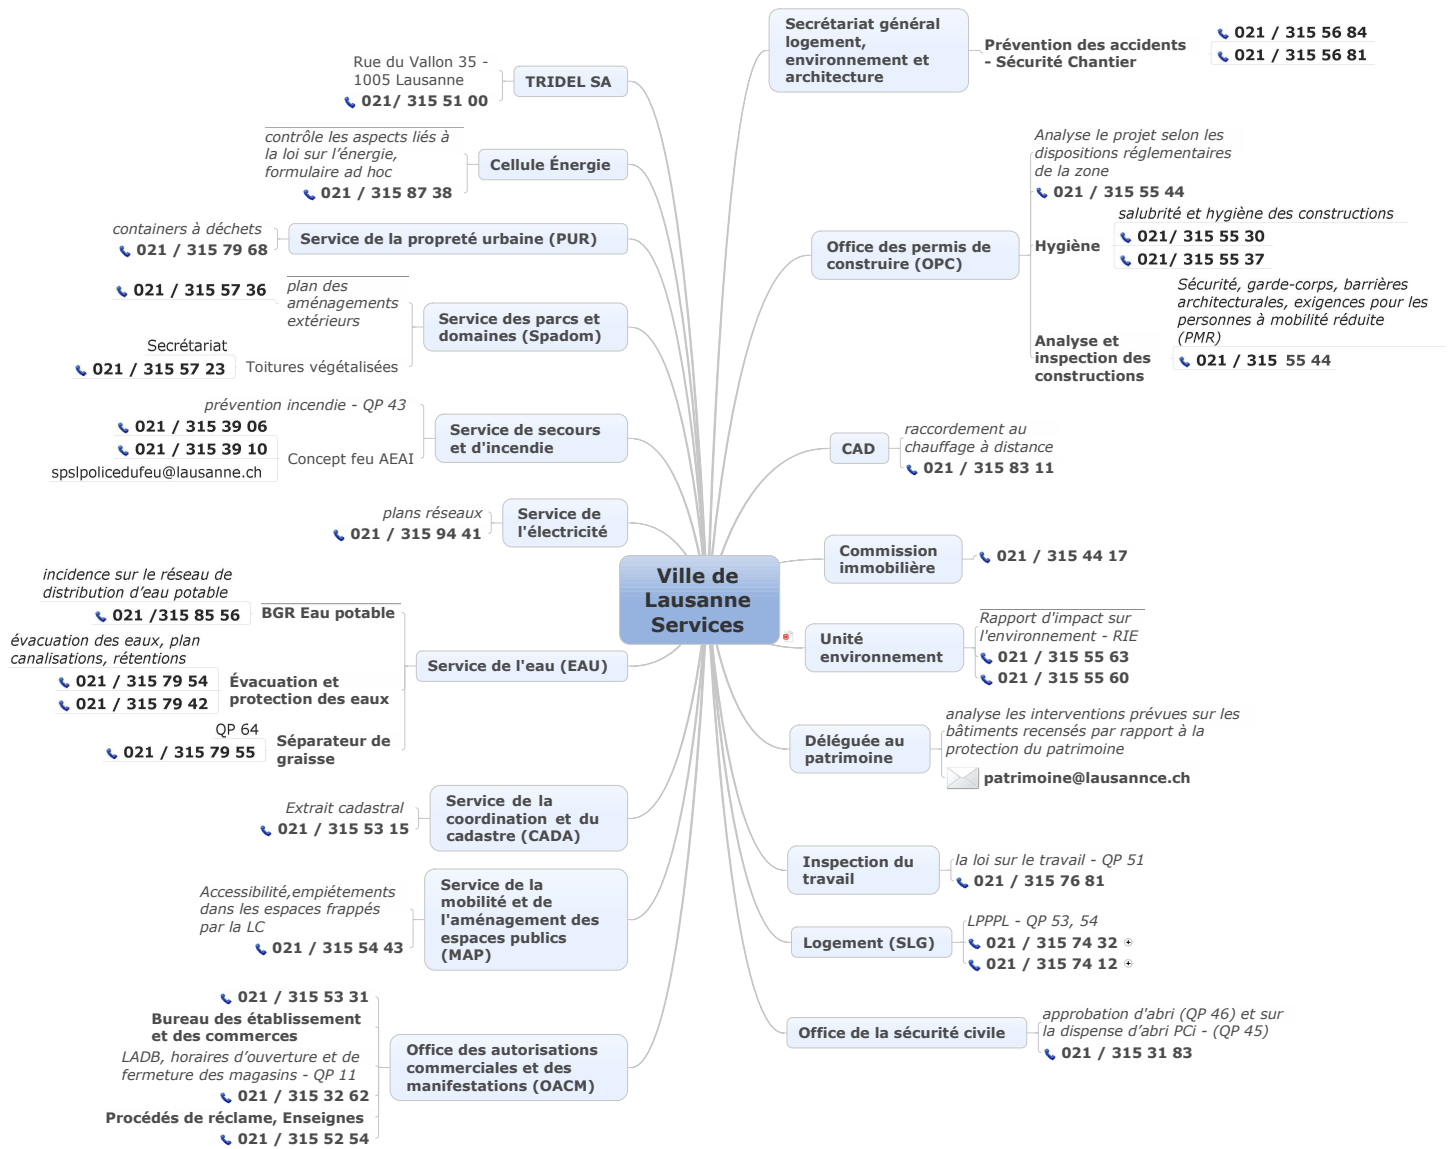 Ville de
Lausanne
Services
Secrétariat général
logement,
environnement et
architecture
Prévention des accidents
- Sécurité Chantier
021 / 315 56 84
021 / 315 56 81
Office des permis de
construire (OPC)
Analyse le projet selon les
dispositions réglementaires
de la zone
021 / 315 55 44
Hygiène
salubrité et hygiène des constructions
021/ 315 55 30
021/ 315 55 37
Analyse et
inspection des
constructions
Sécurité, garde-corps, barrières
architecturales, exigences pour les
personnes à mobilité réduite
(PMR)
021 / 315 55 44
CAD
raccordement au
chauffage à distance
021 / 315 83 11
Commission
immobilière
021 / 315 44 17
Unité
environnement
Rapport d'impact sur
l'environnement - RIE
021 / 315 55 63
021 / 315 55 60
Déléguée au
patrimoine
analyse les interventions prévues sur les
bâtiments recensés par rapport à la
protection du patrimoine
patrimoine@lausannce.ch
Inspection du
travail
la loi sur le travail - QP 51
021 / 315 76 81
Logement (SLG)
LPPPL - QP 53, 54
021 / 315 74 32
021 / 315 74 12
Office de la sécurité civile
approbation d'abri (QP 46) et sur
la dispense d’abri PCi - (QP 45)
021 / 315 31 83
TRIDEL SA
Rue du Vallon 35 -
1005 Lausanne
021/ 315 51 00
Cellule Énergie
contrôle les aspects liés à
la loi sur l’énergie,
formulaire ad hoc
021 / 315 87 38
Service de la propreté urbaine (PUR)
containers à déchets
021 / 315 79 68
Service des parcs et
domaines (Spadom)
plan des
aménagements
extérieurs
021 / 315 57 36
Toitures végétalisées
Secrétariat
021 / 315 57 23
Service de secours
et d'incendie
prévention incendie - QP 43
Concept feu AEAI
021 / 315 39 06
021 / 315 39 10
spslpolicedufeu@lausanne.ch
Service de
l'électricité
plans réseaux
021 / 315 94 41
Service de l'eau (EAU)
BGR Eau potable
incidence sur le réseau de
distribution d’eau potable
021 /315 85 56
Évacuation et
protection des eaux
évacuation des eaux, plan
canalisations, rétentions
021 / 315 79 54
021 / 315 79 42
Séparateur de
graisse
QP 64
021 / 315 79 55
Service de la
coordination et du
cadastre (CADA)
Extrait cadastral
021 / 315 53 15
Service de la
mobilité et de
l'aménagement des
espaces publics
(MAP)
Accessibilité,empiétements
dans les espaces frappés
par la LC
021 / 315 54 43
Office des autorisations
commerciales et des
manifestations (OACM)
021 / 315 53 31
Bureau des établissement
et des commerces
LADB, horaires d’ouverture et de
fermeture des magasins - QP 11
021 / 315 32 62
Procédés de réclame, Enseignes
021 / 315 52 54